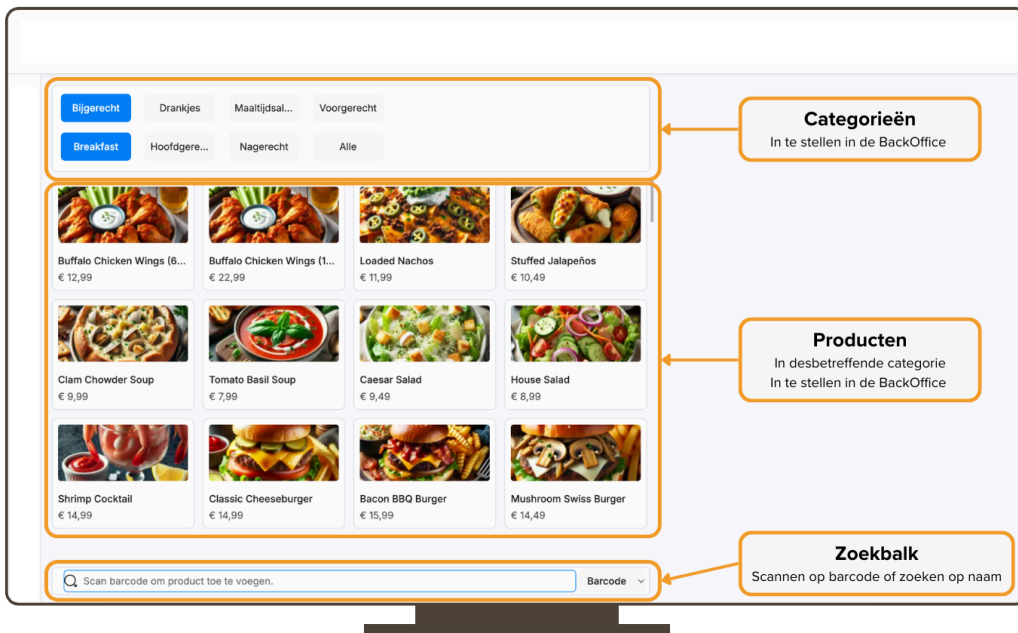 Bijgerecht Drankjes Maaltijdsal... Voorgerecht
Breakfast Hoofdgere... Nagerecht Alle
Categorieën
In te stellen in de BackOffice
Buffalo Chicken Wings (6... Buffalo Chicken Wings (1... Loaded Nachos Stuffed Jalapeños
€ 12,99 € 22,99 € 11,99 € 10,49
Clam Chowder Soup Tomato Basil Soup Caesar Salad House Salad
€ 9,99 € 7,99 € 9,49 € 8,99
Shrimp Cocktail Classic Cheeseburger Bacon BBQ Burger Mushroom Swiss Burger
€ 14,99 € 14,99 € 15,99 € 14,49
Producten
In desbetreffende categorie
In te stellen in de BackOffice
Scan barcode om product toe te voegen. Barcode
Zoekbalk
Scannen op barcode of zoeken op naam